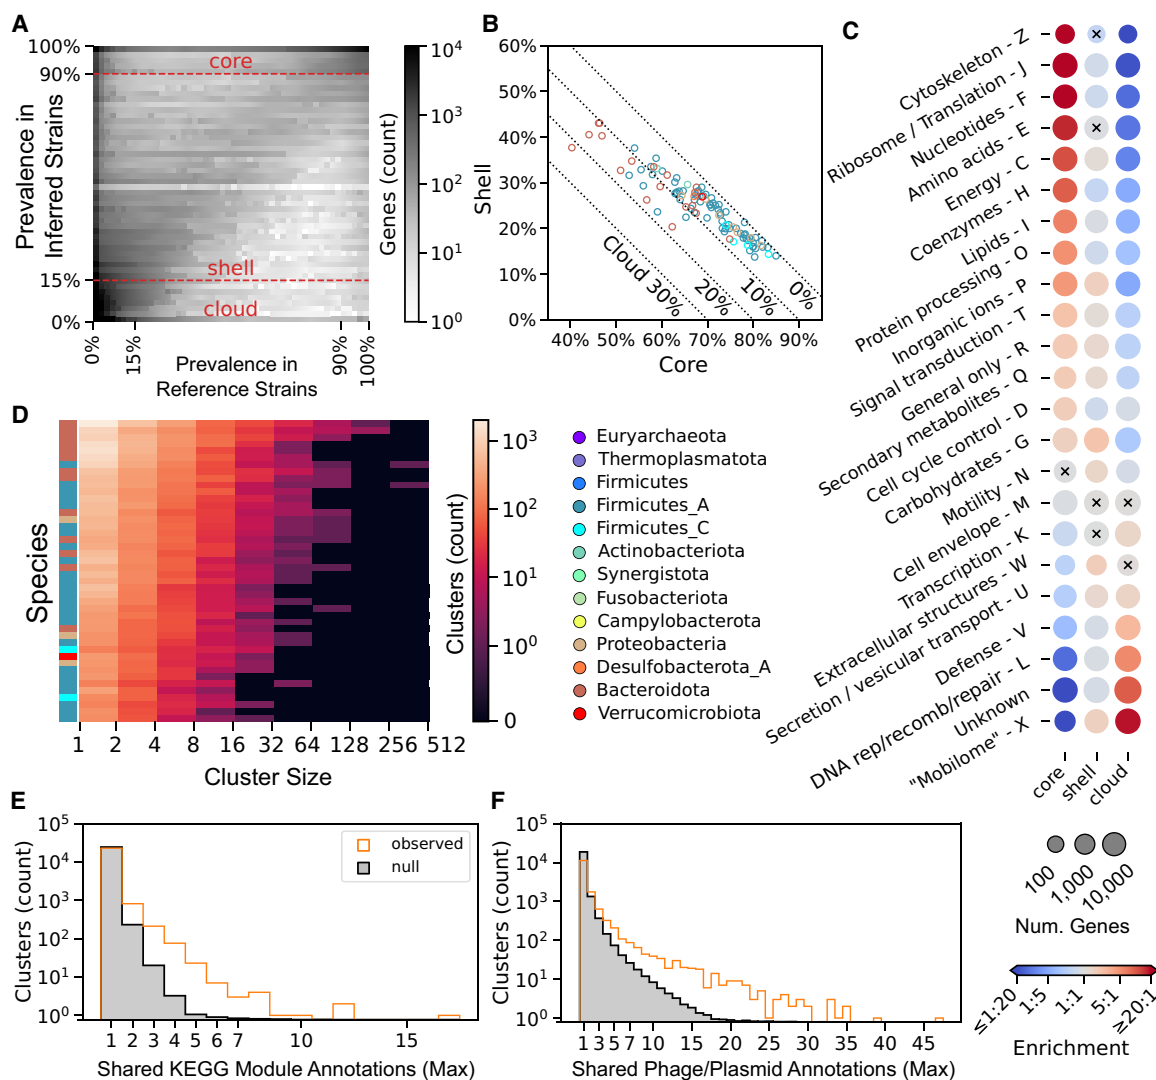 A
100%
90%
15%
0%
Prevalence in
Inferred Strains
core
shell
cloud
0%
15%
90%
100%
Prevalence in
Reference Strains
10^4
10^3
10^2
10^1
10^0
Genes (count)
B
60%
50%
40%
30%
20%
10%
0%
Shell
Cloud 30%
20%
10%
0%
40%
50%
60%
70%
80%
90%
Core
C
Cytoskeleton - Z
Ribosome / Translation - J
Nucleotides - F
Amino acids - E
Energy - C
Coenzymes - H
Lipids - I
Protein processing - O
Inorganic ions - P
Signal transduction - T
General only - R
Secondary metabolites - Q
Cell cycle control - D
Carbohydrates - G
Motility - N
Cell envelope - M
Transcription - K
Extracellular structures - W
Secretion / vesicular transport - U
Defense - V
DNA rep/recomb/repair - L
Unknown
"Mobilome" - X
core
shell
cloud
100
1,000
10,000
Num. Genes
≤1:20
1:5
1:1
5:1
≥20:1
Enrichment
D
Species
1
2
4
8
16
32
64
128
256
512
Cluster Size
10^3
10^2
10^1
10^0
0
Clusters (count)
Euryarchaeota
Thermoplasmatota
Firmicutes
Firmicutes_A
Firmicutes_C
Actinobacteriota
Synergistota
Fusobacteriota
Campylobacterota
Proteobacteria
Desulfobacterota_A
Bacteroidota
Verrucomicrobiota
E
10^5
10^4
10^3
10^2
10^1
10^0
Clusters (count)
observed
null
1
2
3
4
5
6
7
10
15
Shared KEGG Module Annotations (Max)
F
10^5
10^4
10^3
10^2
10^1
10^0
Clusters (count)
1
3
5
7
10
15
20
25
30
35
40
45
Shared Phage/Plasmid Annotations (Max)